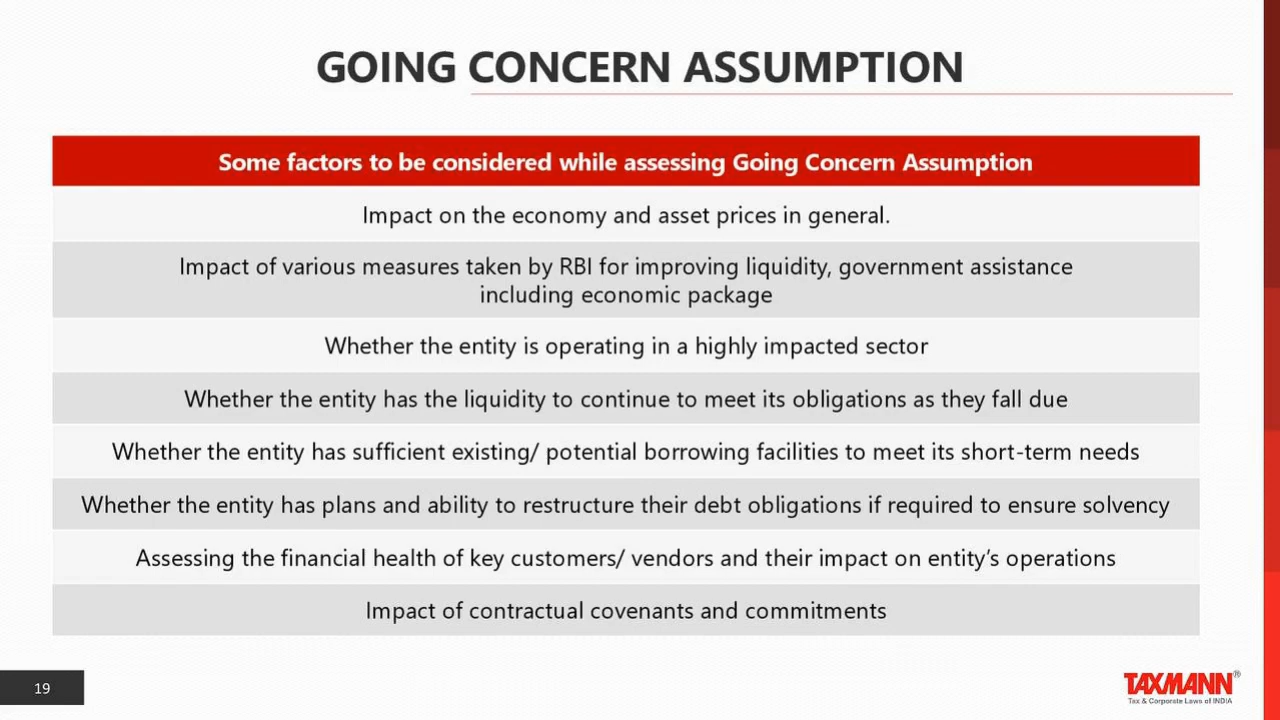 GOING CONCERN ASSUMPTION
Some factors to be considered while assessing Going Concern Assumption
Impact on the economy and asset prices in general.
Impact of various measures taken by RBI for improving liquidity, government assistance
including economic package
Whether the entity is operating in a highly impacted sector
Whether the entity has the liquidity to continue to meet its obligations as they fall due
Whether the entity has sufficient existing/ potential borrowing facilities to meet its short-term needs
Whether the entity has plans and ability to restructure their debt obligations if required to ensure solvency
Assessing the financial health of key customers/ vendors and their impact on entity’s operations
Impact of contractual covenants and commitments
19
TAXMANN®
Tax & Corporate Laws of INDIA